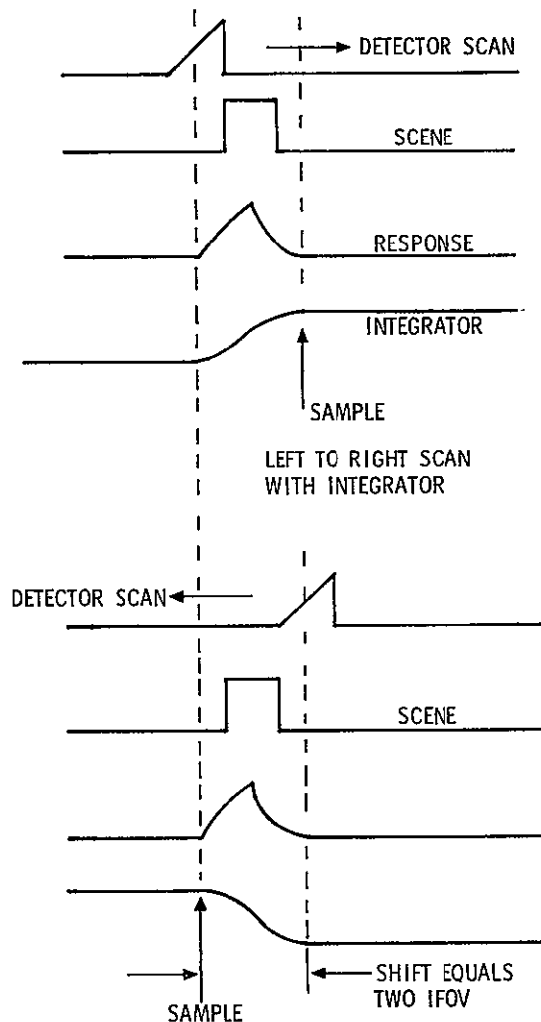 DETECTOR SCAN
SCENE
RESPONSE
INTEGRATOR
SAMPLE
LEFT TO RIGHT SCAN
WITH INTEGRATOR
DETECTOR SCAN
SCENE
SHIFT EQUALS
TWO IFOV
SAMPLE